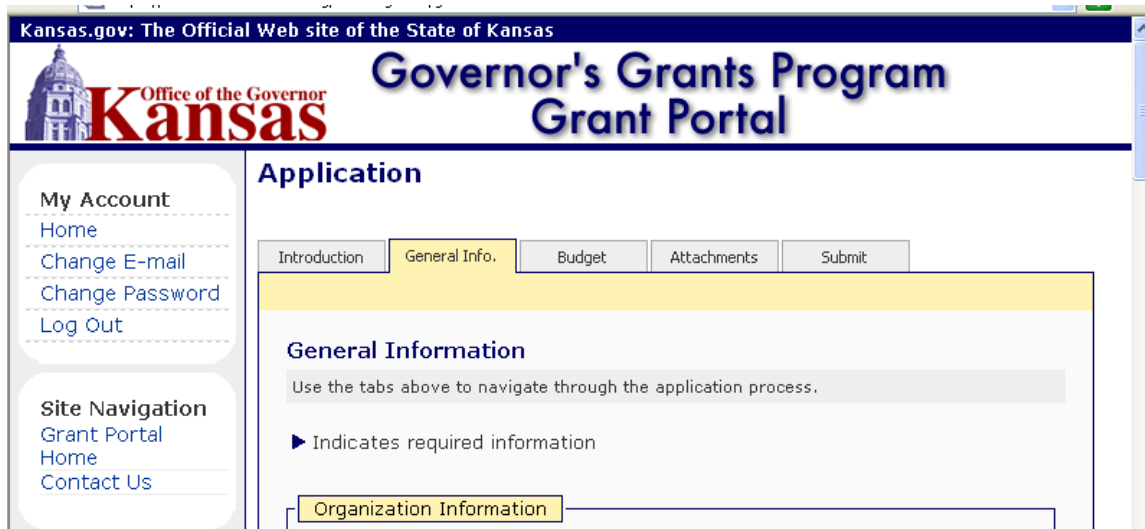 Kansas.gov: The Official Web site of the State of Kansas
Office of the Governor
Kansas
Governor's Grants Program
Grant Portal
My Account
Home
Change E-mail
Change Password
Log Out
Site Navigation
Grant Portal
Home
Contact Us
Application
Introduction
General Info.
Budget
Attachments
Submit
General Information
Use the tabs above to navigate through the application process.
Indicates required information
Organization Information